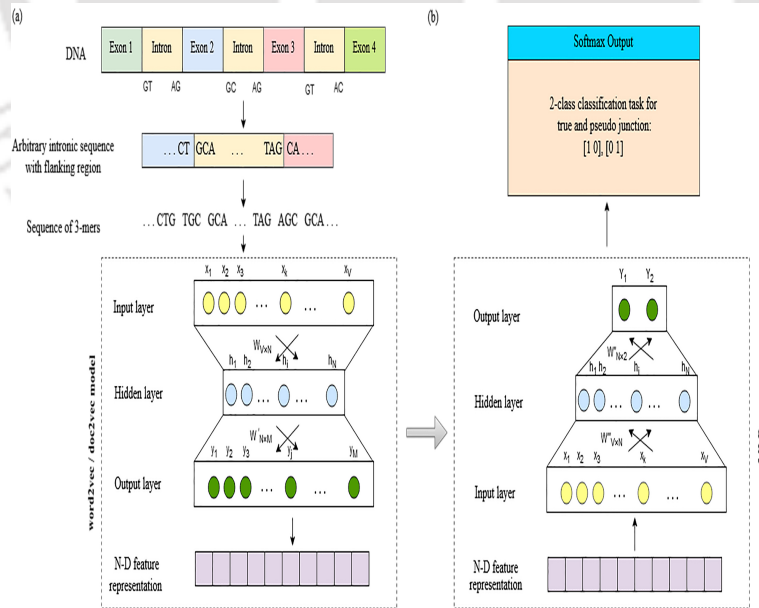 (a)
DNA
Exon 1 Intron Exon 2 Intron Exon 3 Intron Exon 4
GT AG GC AG GT AC
Arbitrary intronic sequence
with flanking region
...CT GCA ... TAG CA...
Sequence of 3-mers
...CTG TGC GCA ... TAG AGC GCA...
word2vec / doc2vec model
x1 x2 x3 xk xV
Input layer
... ...
WV×N
h1 h2 hi hN
Hidden layer
... ...
W'N×M
y1 y2 y3 yj yM
Output layer
... ...
N-D feature
representation
(b)
Softmax Output
2-class classification task for
true and pseudo junction:
[1 0], [0 1]
Y1 Y2
Output layer
W''N×2
h1 h2 hi hN
Hidden layer
... ...
W'''V×N
x1 x2 x3 xk xV
Input layer
... ...
N-D feature
representation